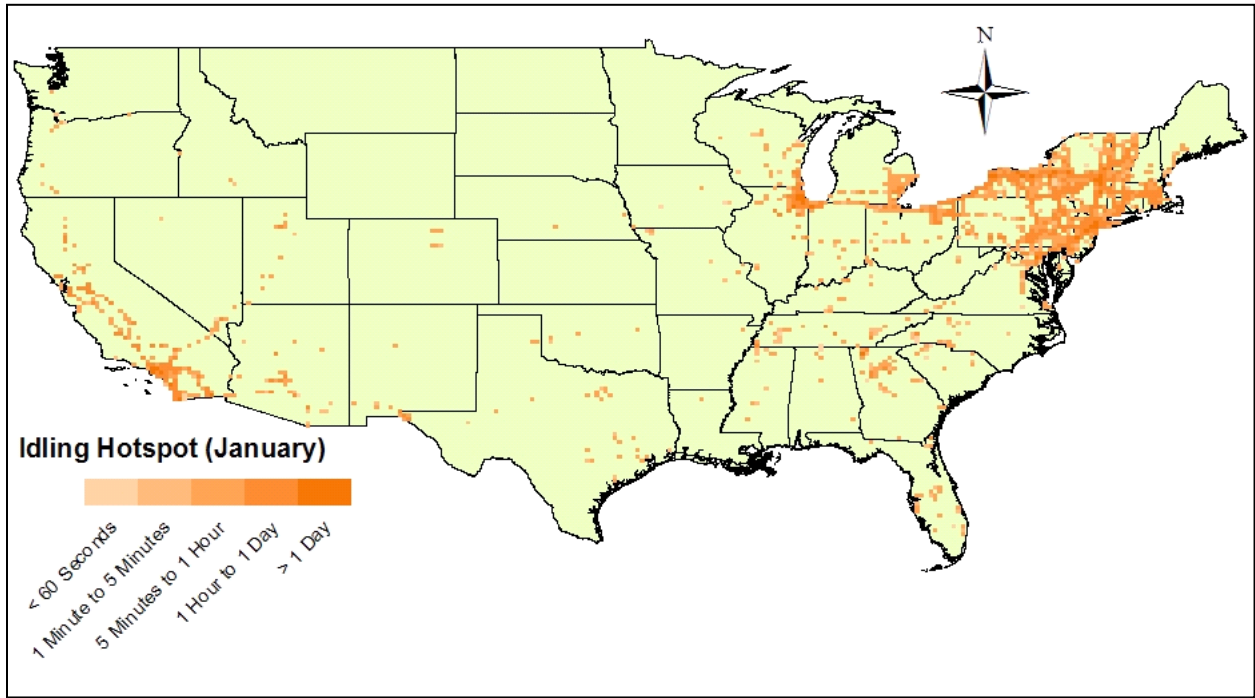 N
Idling Hotspot (January)
< 60 Seconds
1 Minute to 5 Minutes
5 Minutes to 1 Hour
1 Hour to 1 Day
> 1 Day